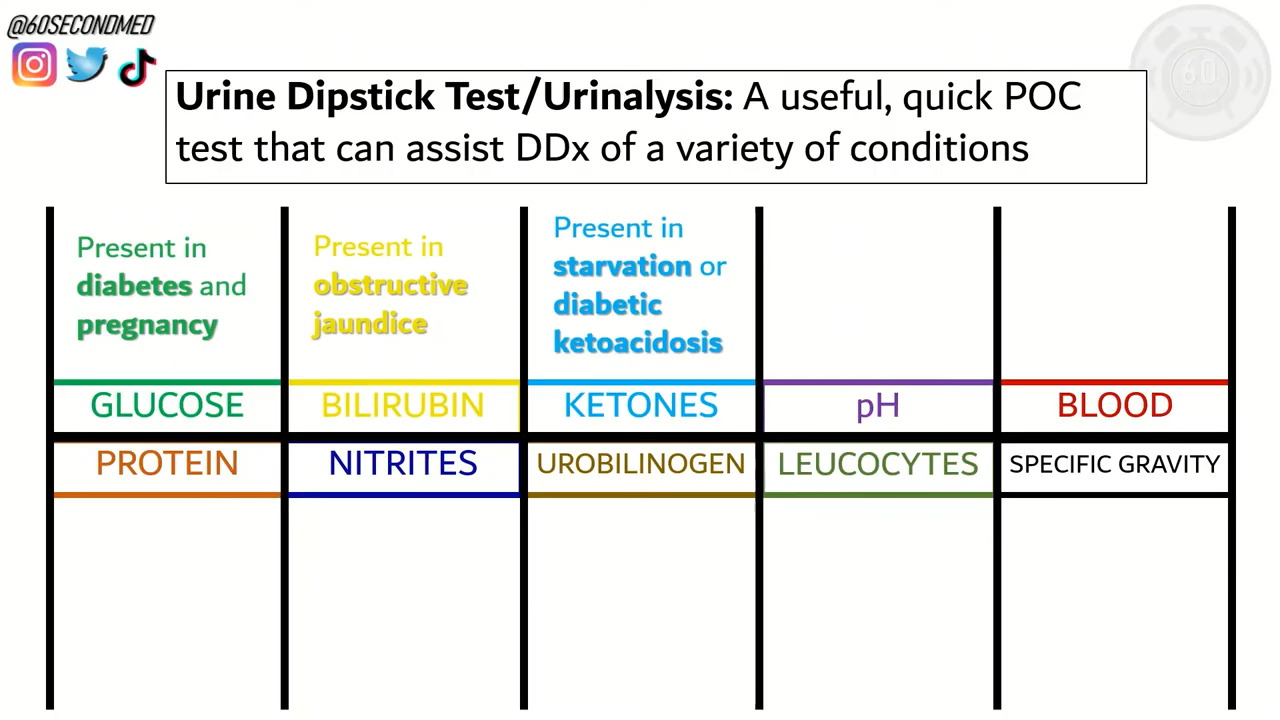 @60SECONDMED
Urine Dipstick Test/Urinalysis: A useful, quick POC
test that can assist DDx of a variety of conditions
Present in
diabetes and
pregnancy
Present in
obstructive
jaundice
Present in
starvation or
diabetic
ketoacidosis
GLUCOSE
BILIRUBIN
KETONES
pH
BLOOD
PROTEIN
NITRITES
UROBILINOGEN
LEUCOCYTES
SPECIFIC GRAVITY
60